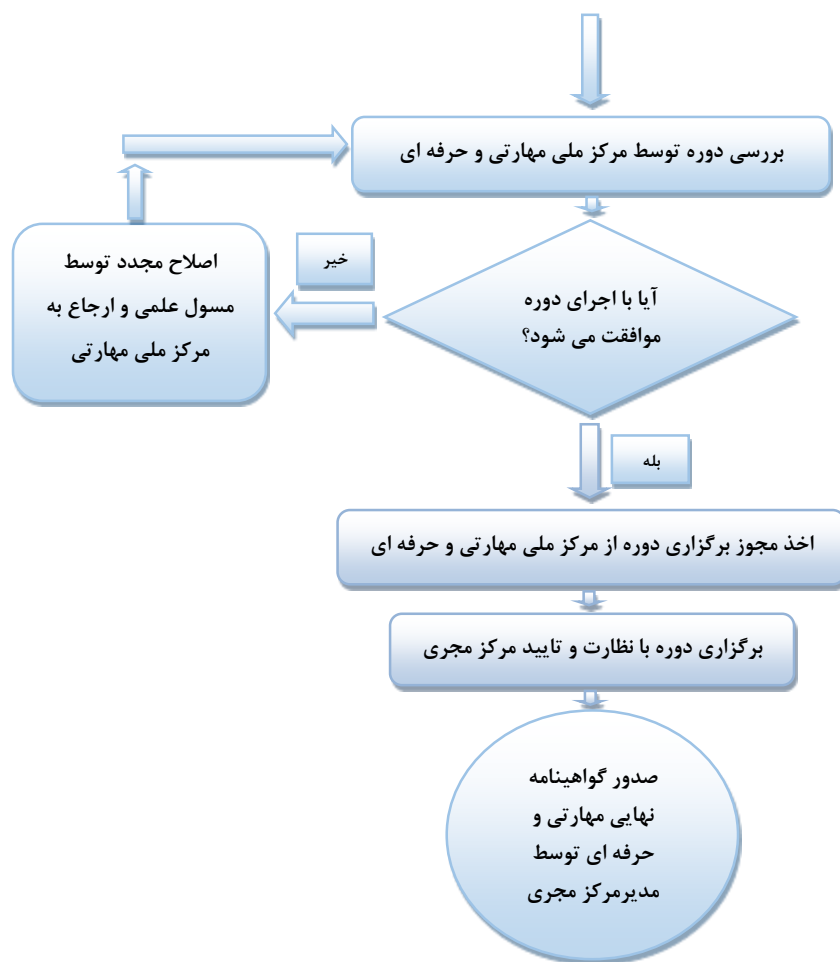 بررسی دوره توسط مرکز ملی مهارتی و حرفه ای
آیا با اجرای دوره
موافقت می شود؟
خیر
اصلاح مجدد توسط
مسول علمی و ارجاع به
مرکز ملی مهارتی
بله
اخذ مجوز برگزاری دوره از مرکز ملی مهارتی و حرفه ای
برگزاری دوره با نظارت و تایید مرکز مجری
صدور گواهینامه
نهایی مهارتی و
حرفه ای توسط
مدیرمرکز مجری